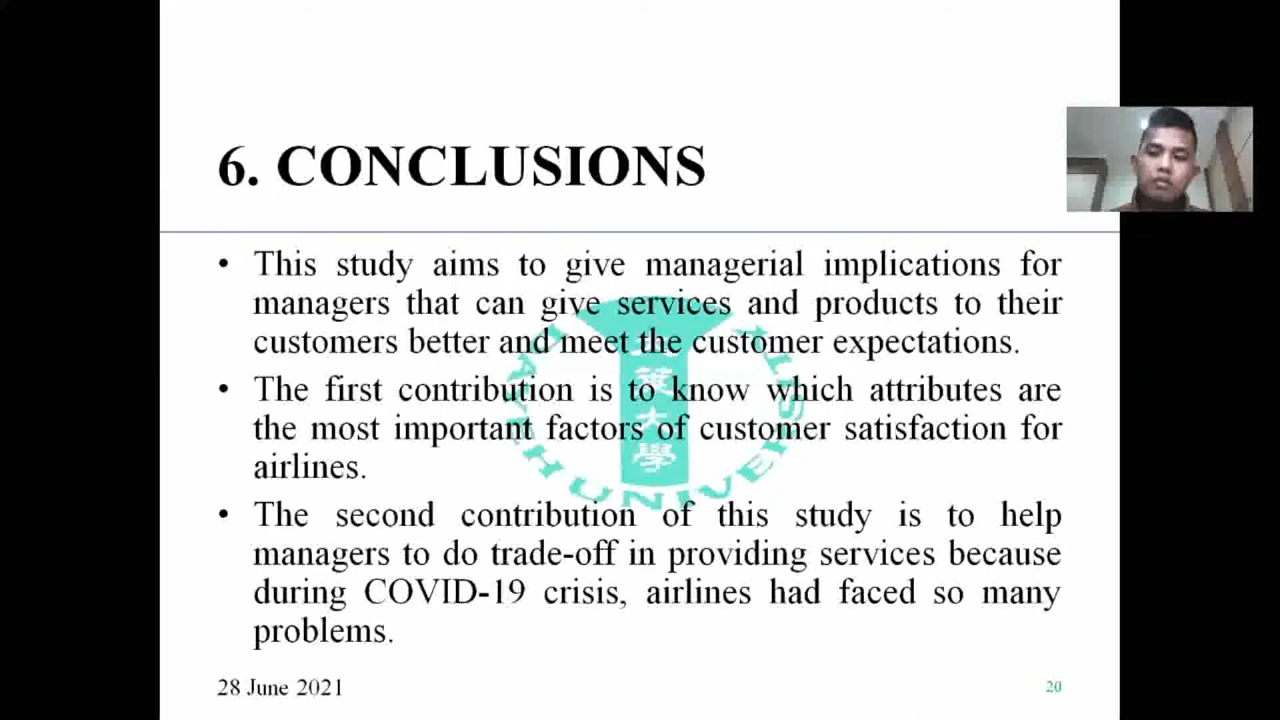 6. CONCLUSIONS
• This study aims to give managerial implications for
managers that can give services and products to their
customers better and meet the customer expectations.
• The first contribution is to know which attributes are
the most important factors of customer satisfaction for
airlines.
• The second contribution of this study is to help
managers to do trade-off in providing services because
during COVID-19 crisis, airlines had faced so many
problems.
大學
UNIVERSITY
28 June 2021
20